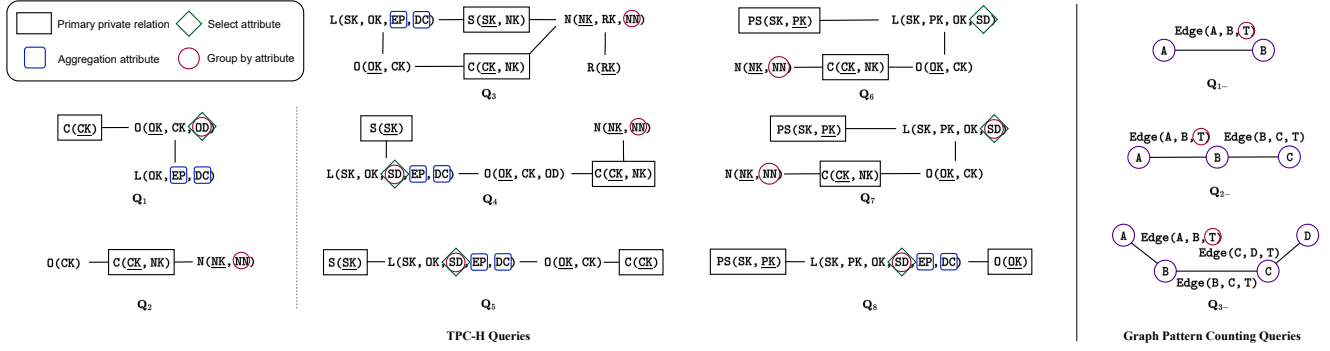 Primary private relation
Select attribute
Aggregation attribute
Group by attribute
C(CK)
O(OK, CK, OD)
L(OK, EP, DC)
Q1
O(CK)
C(CK, NK)
N(NK, NN)
Q2
L(SK, OK, EP, DC)
S(SK, NK)
N(NK, RK, NN)
O(OK, CK)
C(CK, NK)
R(RK)
Q3
S(SK)
N(NK, NN)
L(SK, OK, SD, EP, DC)
O(OK, CK, OD)
C(CK, NK)
Q4
S(SK)
L(SK, OK, SD, EP, DC)
O(OK, CK)
C(CK)
Q5
PS(SK, PK)
L(SK, PK, OK, SD)
N(NK, NN)
C(CK, NK)
O(OK, CK)
Q6
PS(SK, PK)
L(SK, PK, OK, SD)
N(NK, NN)
C(CK, NK)
O(OK, CK)
Q7
PS(SK, PK)
L(SK, PK, OK, SD, EP, DC)
O(OK)
Q8
TPC-H Queries
Edge(A, B, T)
A
B
Q1−
Edge(A, B, T)
Edge(B, C, T)
A
B
C
Q2−
A
Edge(A, B, T)
D
Edge(C, D, T)
B
C
Edge(B, C, T)
Q3−
Graph Pattern Counting Queries